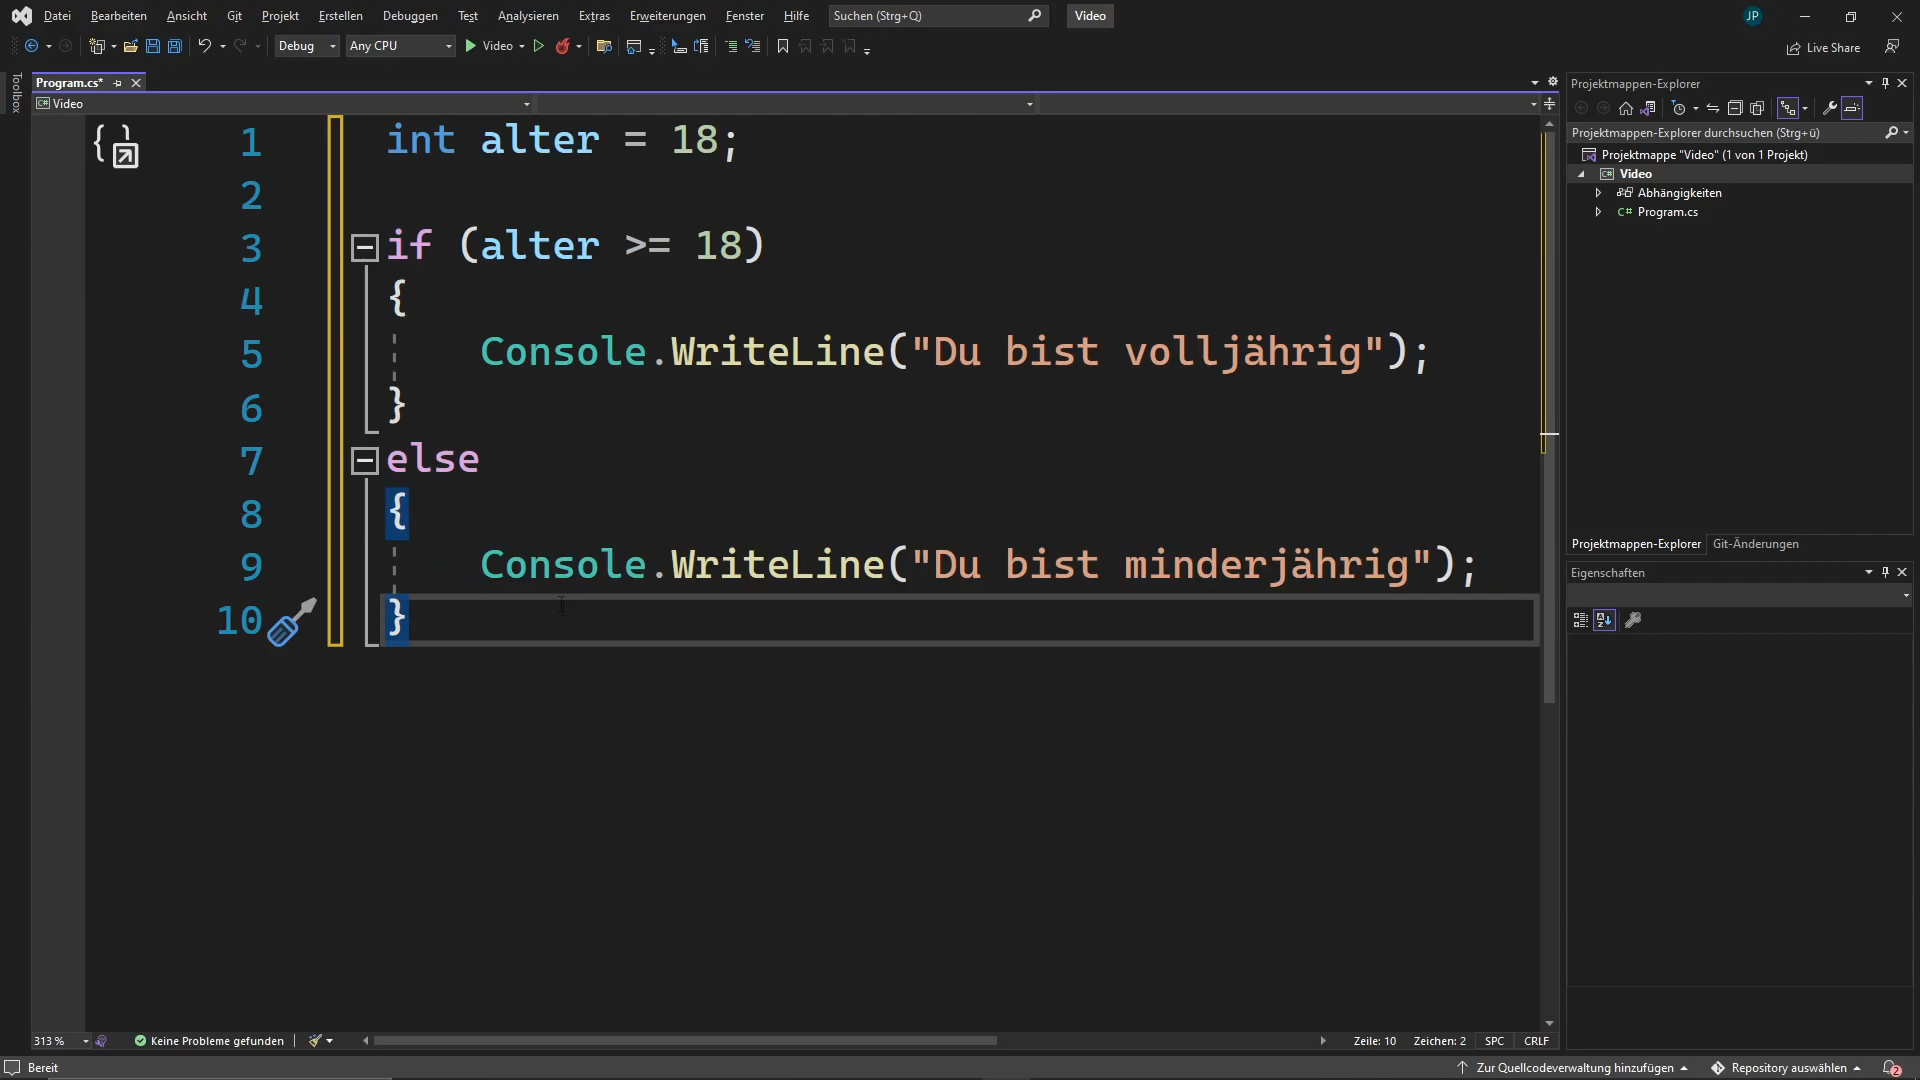 Datei Bearbeiten Ansicht Git Projekt Erstellen Debuggen Test Analysieren Extras Erweiterungen Fenster Hilfe Suchen (Strg+Q) Video JP
Debug Any CPU Video Live Share
Toolbox
Program.cs*
C# Video
1 int alter = 18;
2
3 if (alter >= 18)
4 {
5 Console.WriteLine("Du bist volljährig");
6 }
7 else
8 {
9 Console.WriteLine("Du bist minderjährig");
10 }
313 % Keine Probleme gefunden Zeile: 10 Zeichen: 2 SPC CRLF
Projektmappen-Explorer
Projektmappen-Explorer durchsuchen (Strg+ü)
Projektmappe "Video" (1 von 1 Projekt)
C# Video
Abhängigkeiten
C# Program.cs
Projektmappen-Explorer Git-Änderungen
Eigenschaften
Bereit Zur Quellcodeverwaltung hinzufügen Repository auswählen 2